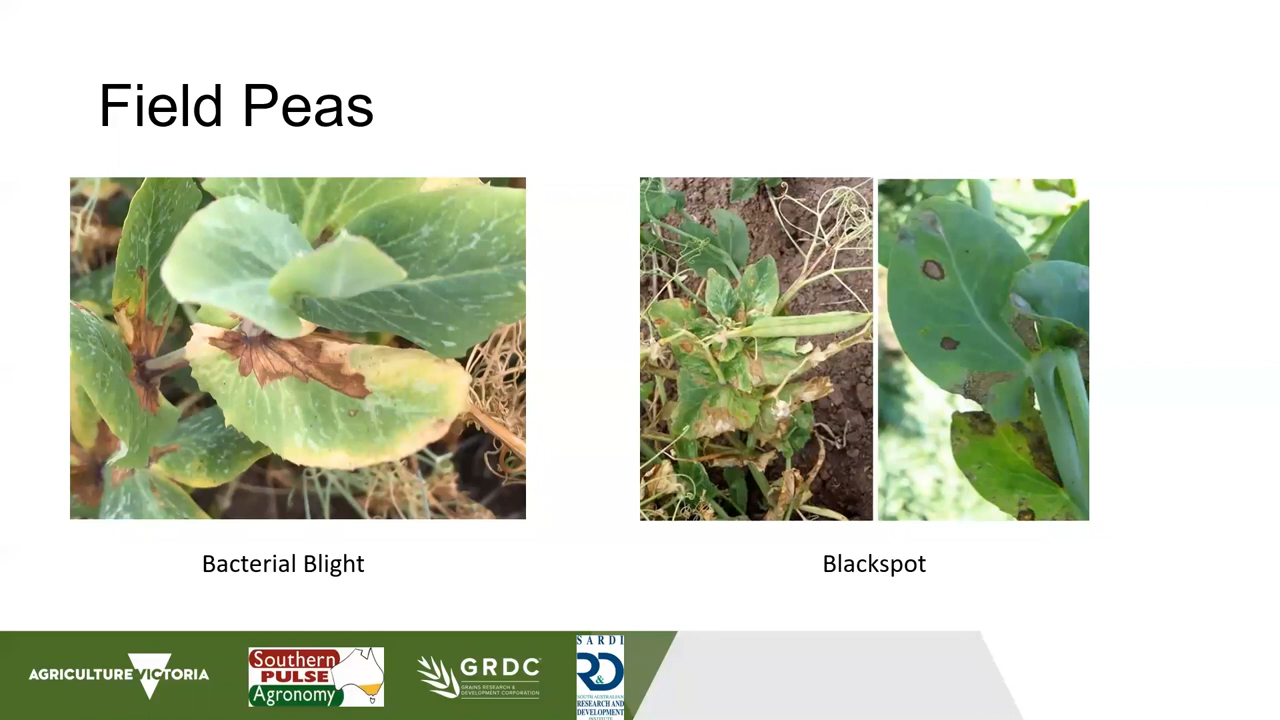 Field Peas
Bacterial Blight
Blackspot
AGRICULTURE VICTORIA
Southern
PULSE
Agronomy
GRDC
GRAINS RESEARCH &
DEVELOPMENT CORPORATION
SARDI
R&D
SOUTH AUSTRALIAN
RESEARCH AND
DEVELOPMENT
INSTITUTE